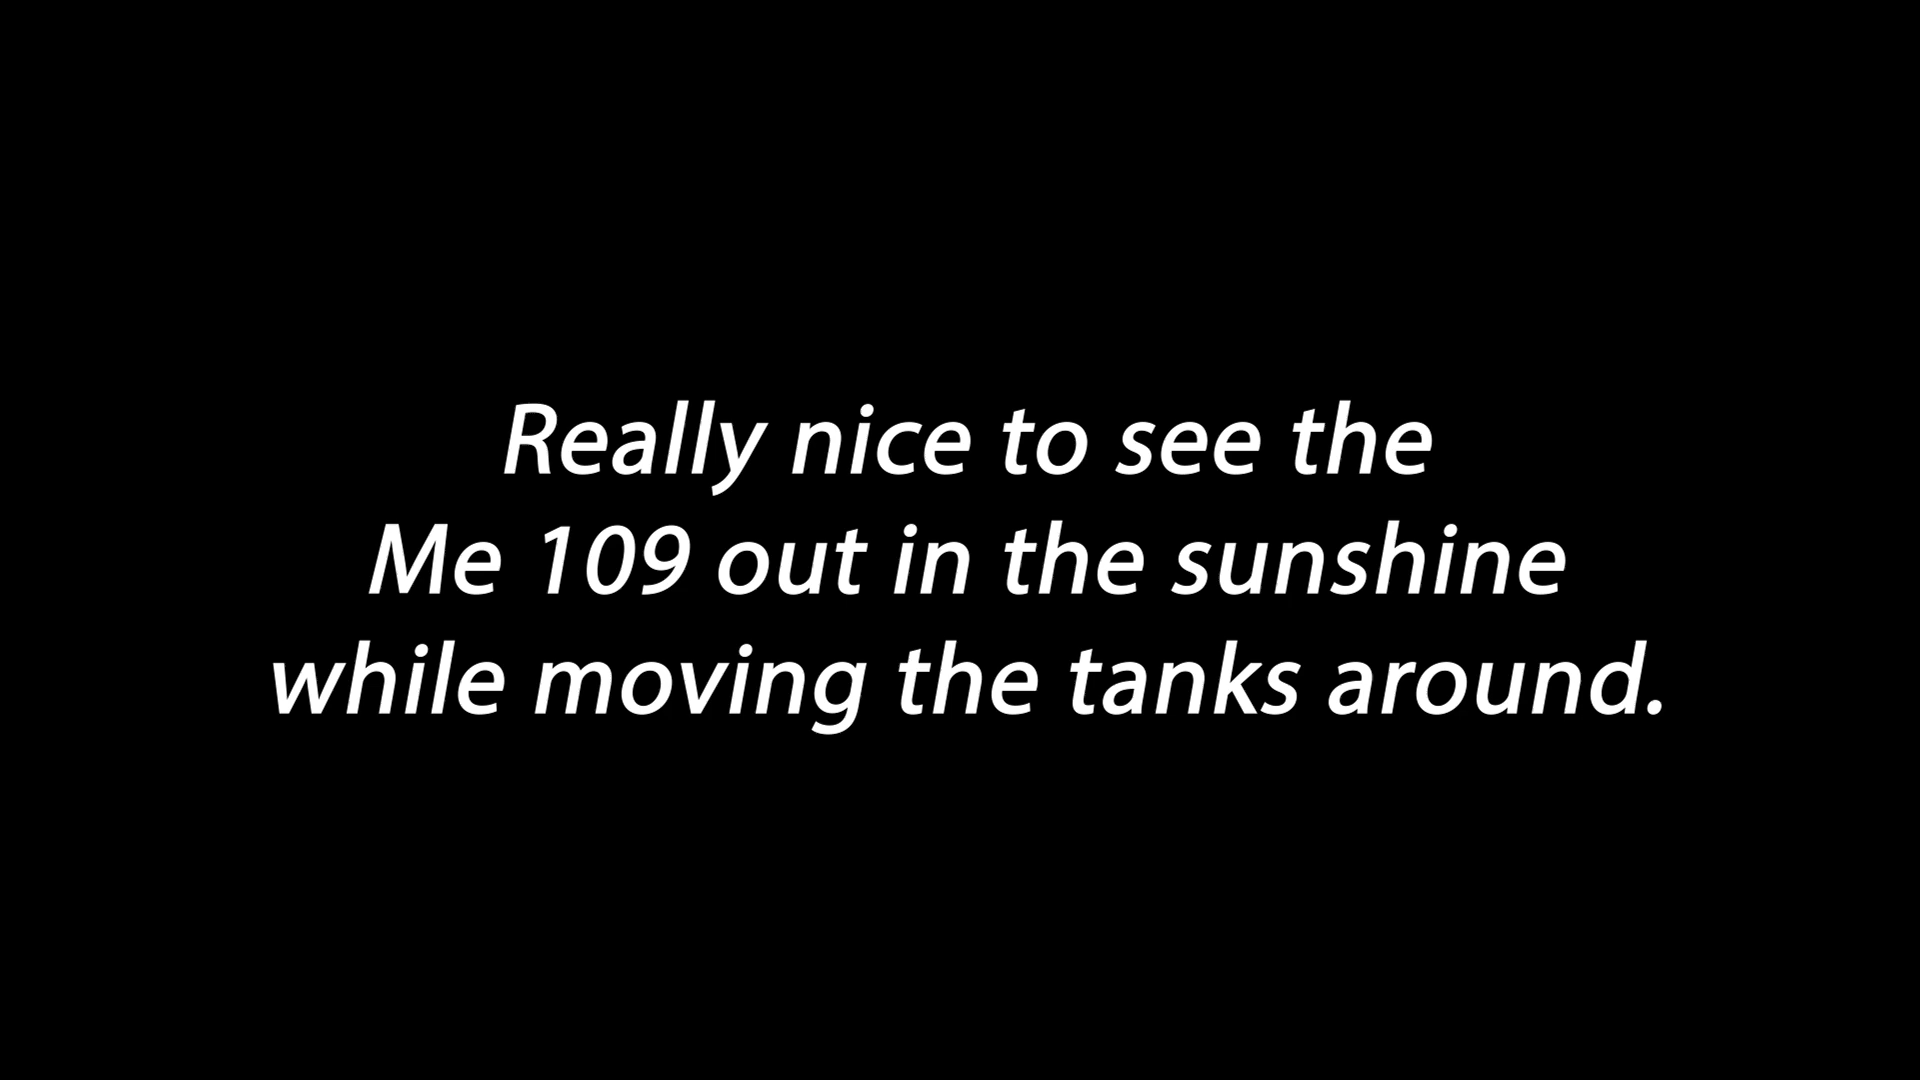 Really nice to see the
Me 109 out in the sunshine
while moving the tanks around.